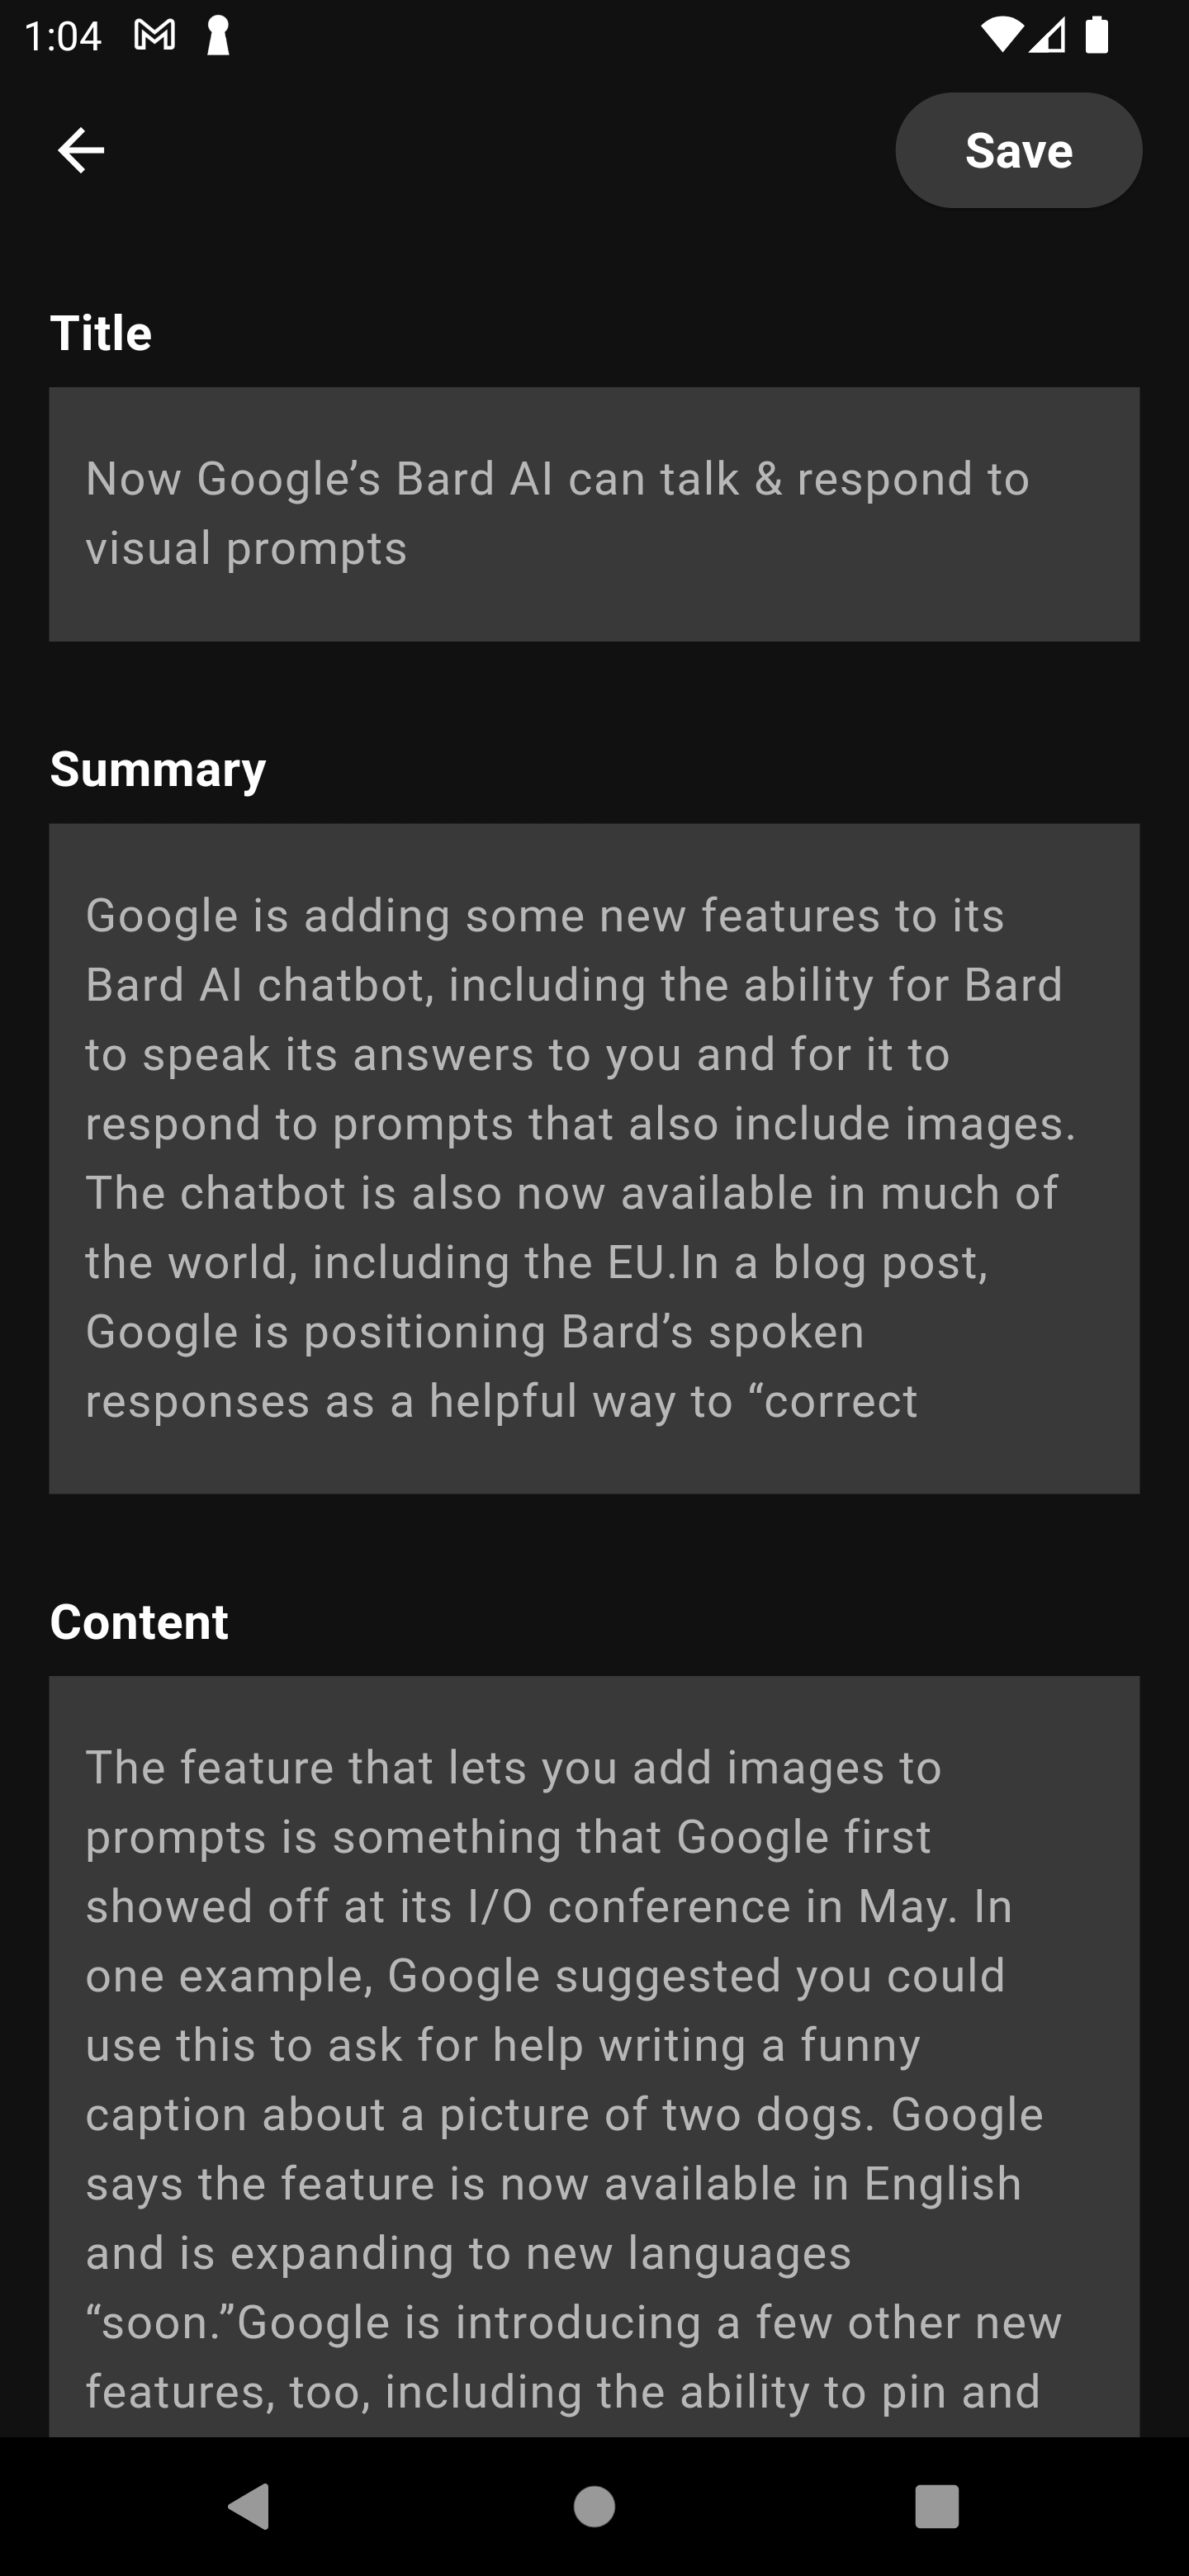 1:04
Save
Title
Now Google’s Bard AI can talk & respond to
visual prompts
Summary
Google is adding some new features to its
Bard AI chatbot, including the ability for Bard
to speak its answers to you and for it to
respond to prompts that also include images.
The chatbot is also now available in much of
the world, including the EU.In a blog post,
Google is positioning Bard’s spoken
responses as a helpful way to “correct
Content
The feature that lets you add images to
prompts is something that Google first
showed off at its I/O conference in May. In
one example, Google suggested you could
use this to ask for help writing a funny
caption about a picture of two dogs. Google
says the feature is now available in English
and is expanding to new languages
“soon.”Google is introducing a few other new
features, too, including the ability to pin and